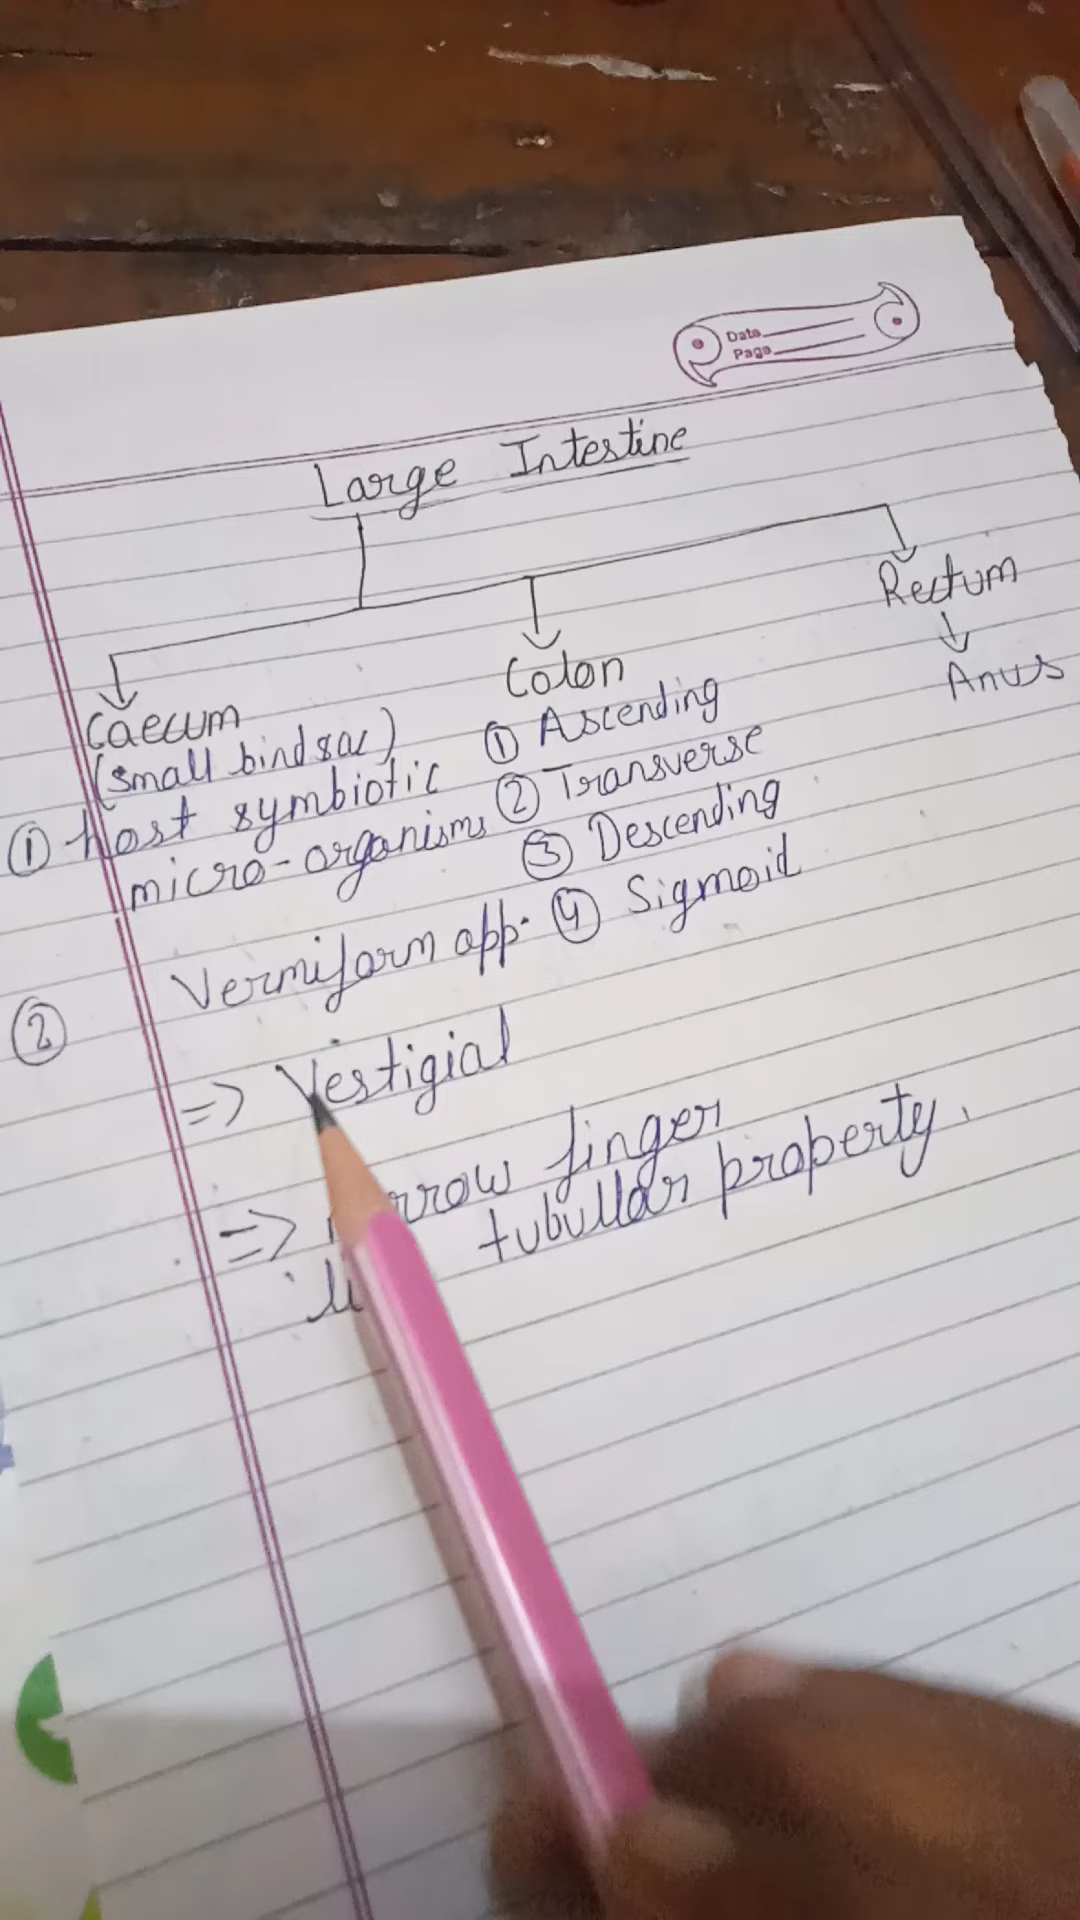 Date
Page
Large Intestine
Caecum
(small bind sac)
① host symbiotic
micro-organisms
② Vermiform app.
=> Vestigial
=> finger
tubullar property.
Colon
① Ascending
② Transverse
③ Descending
④ Sigmoid
Rectum
Anus